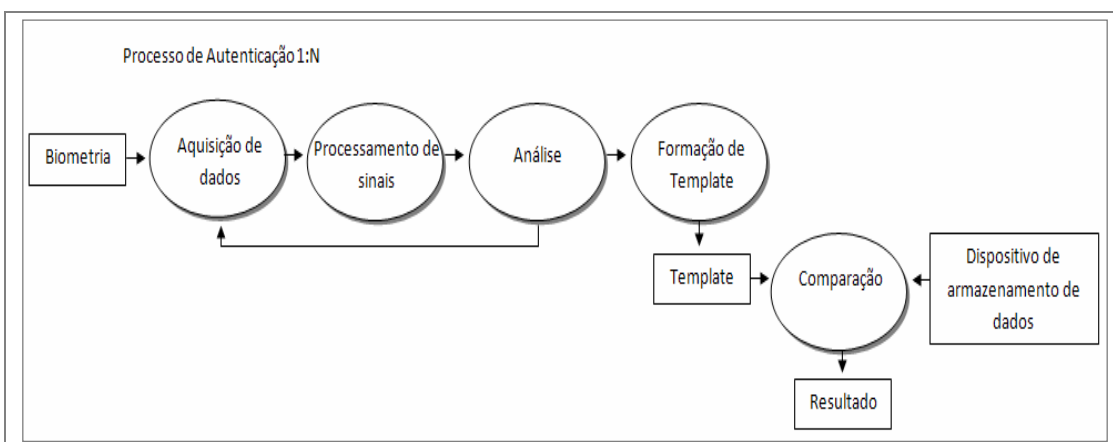 Processo de Autenticação 1:N
Biometria
Aquisição de
dados
Processamento de
sinais
Análise
Formação de
Template
Template
Comparação
Dispositivo de
armazenamento de
dados
Resultado